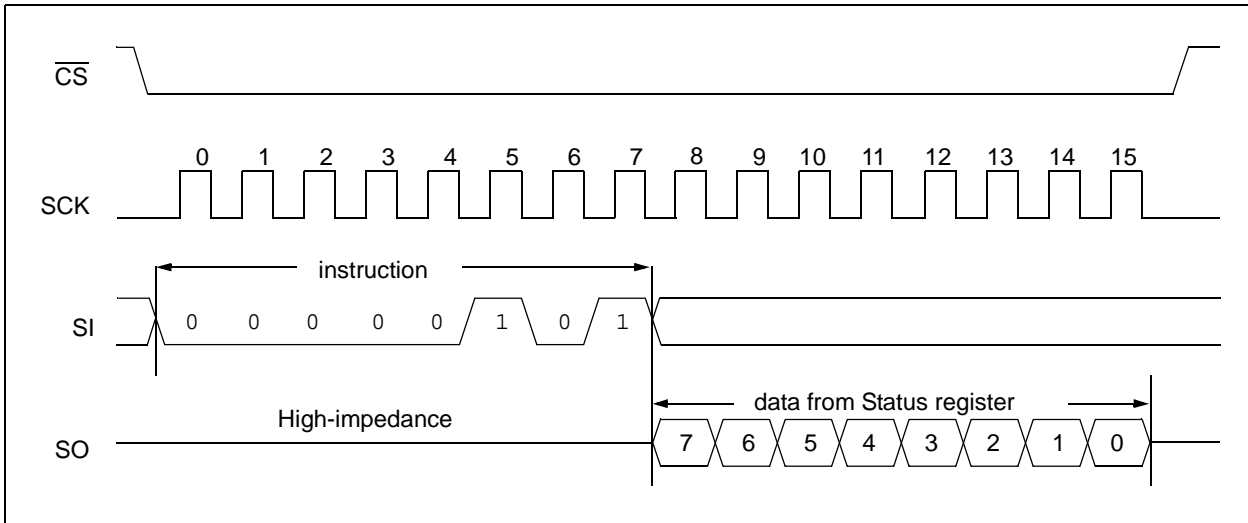 CS
0 1 2 3 4 5 6 7 8 9 10 11 12 13 14 15
SCK
instruction
SI
0 0 0 0 0 1 0 1
data from Status register
High-impedance
SO
7 6 5 4 3 2 1 0